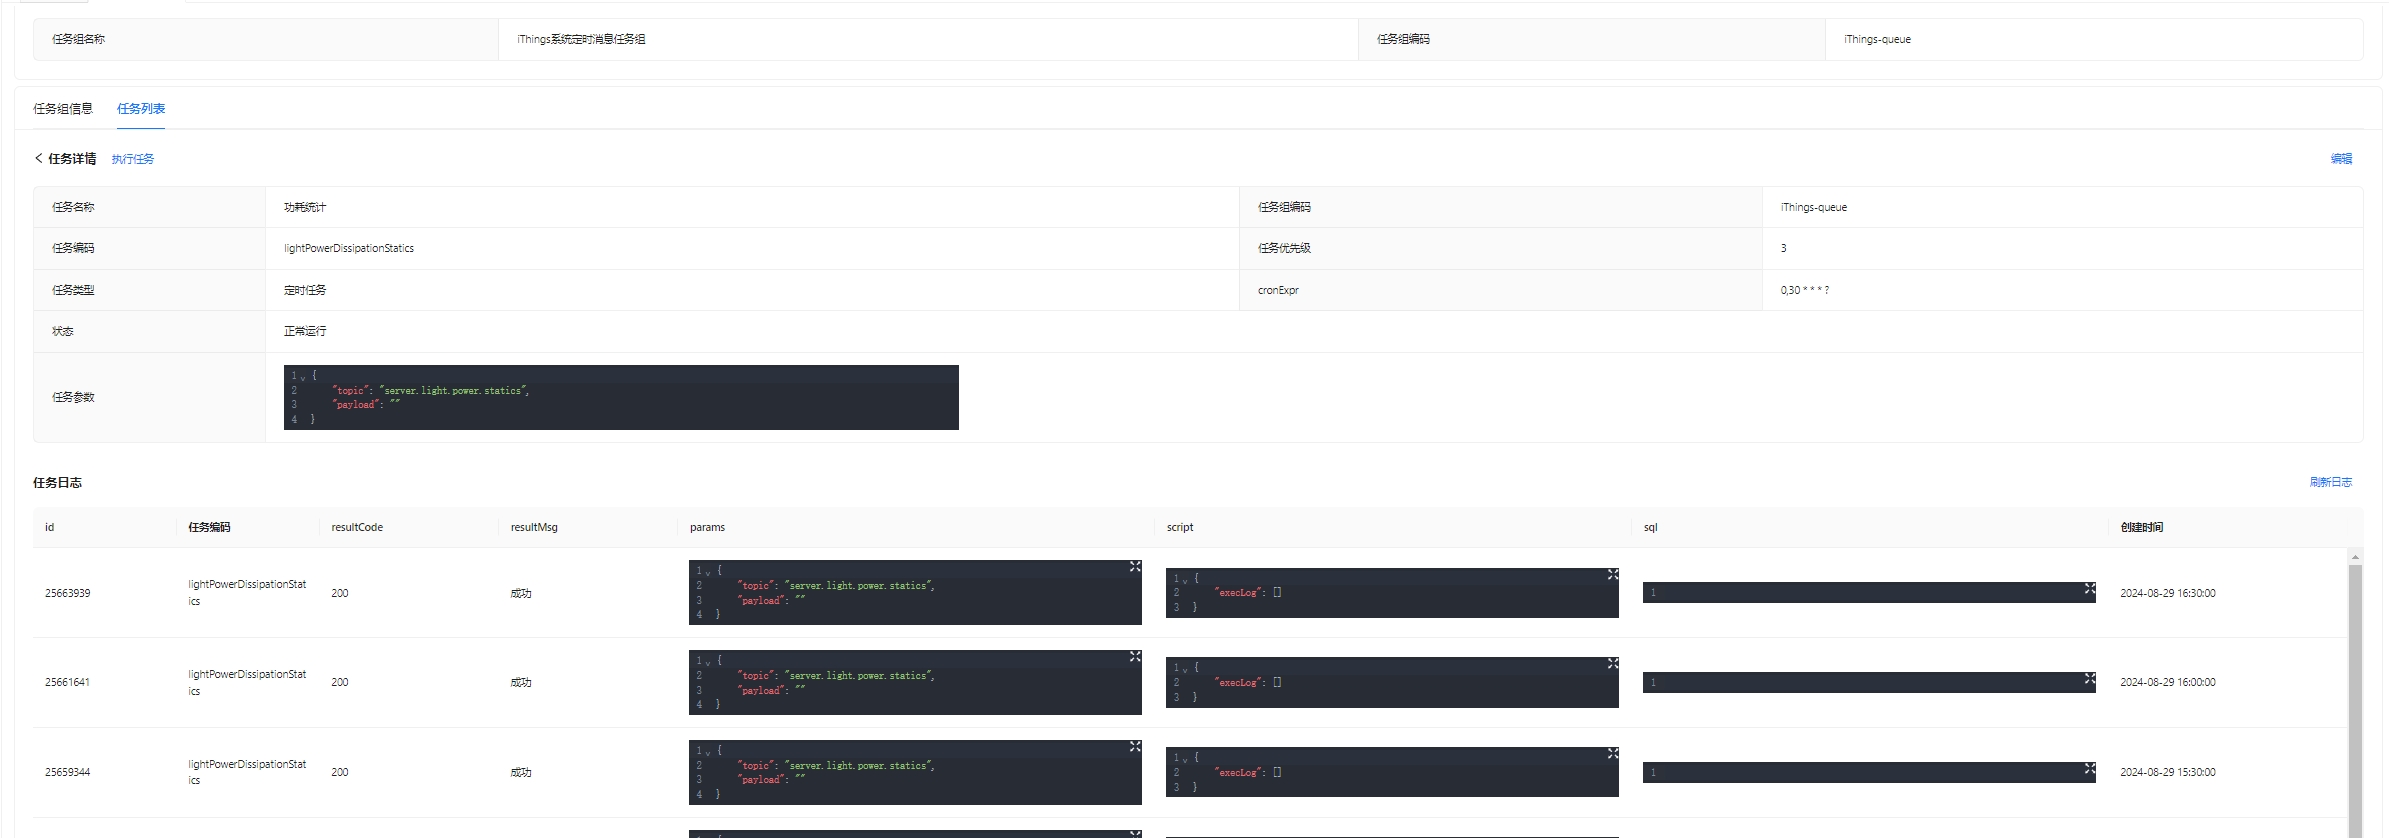 任务组名称 iThings系统定时消息任务组 任务组编码 iThings-queue
任务组信息 任务列表
任务详情 执行任务 编辑
任务名称 功耗统计 任务组编码 iThings-queue
任务编码 lightPowerDissipationStatics 任务优先级 3
任务类型 定时任务 cronExpr 0,30 * * * ?
状态 正常运行
任务参数
1 {
2 "topic": "server.light.power.statics",
3 "payload": ""
4 }
任务日志 刷新日志
id 任务编码 resultCode resultMsg params script sql 创建时间
25663939 lightPowerDissipationStat
ics 200 成功
1 {
2 "topic": "server.light.power.statics",
3 "payload": ""
4 }
1 {
2 "execLog": []
3 }
1
2024-08-29 16:30:00
25661641 lightPowerDissipationStat
ics 200 成功
1 {
2 "topic": "server.light.power.statics",
3 "payload": ""
4 }
1 {
2 "execLog": []
3 }
1
2024-08-29 16:00:00
25659344 lightPowerDissipationStat
ics 200 成功
1 {
2 "topic": "server.light.power.statics",
3 "payload": ""
4 }
1 {
2 "execLog": []
3 }
1
2024-08-29 15:30:00